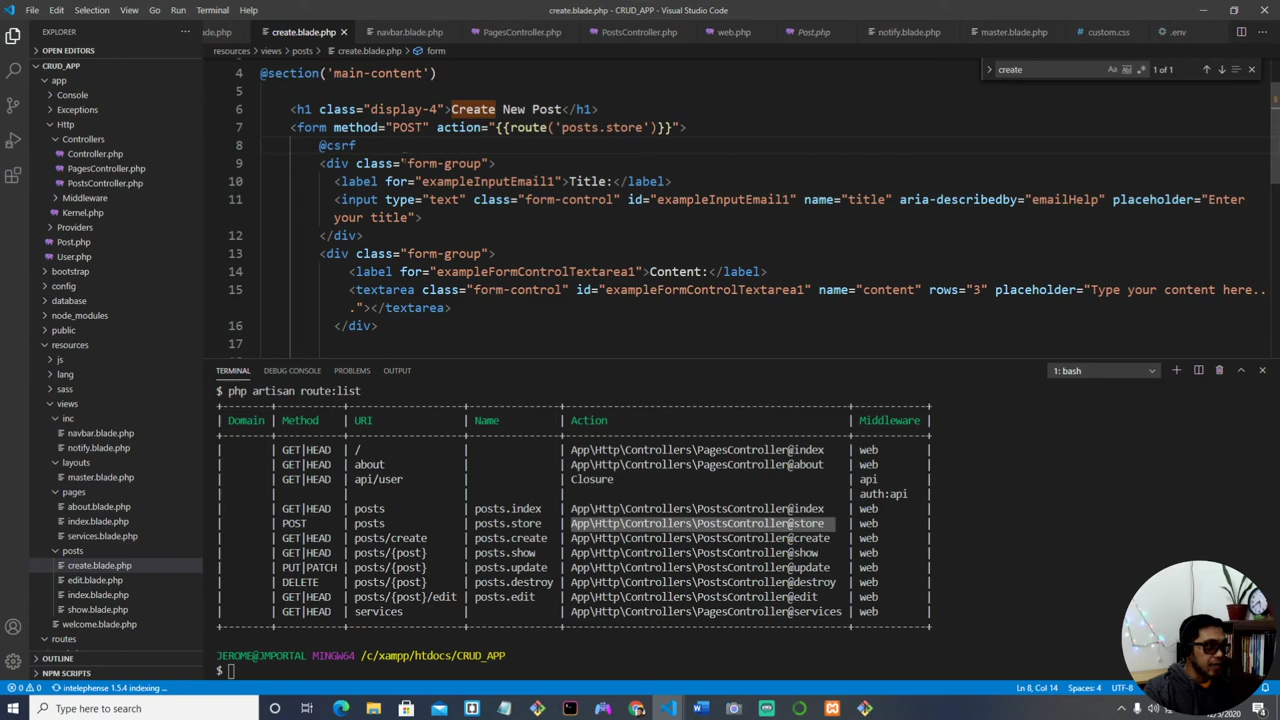 File Edit Selection View Go Run Terminal Help
create.blade.php - CRUD_APP - Visual Studio Code
EXPLORER
OPEN EDITORS
CRUD_APP
app
Console
Exceptions
Http
Controllers
Controller.php
PagesController.php
PostsController.php
Middleware
Kernel.php
Providers
Post.php
User.php
bootstrap
config
database
node_modules
public
resources
js
lang
sass
views
inc
navbar.blade.php
notify.blade.php
layouts
master.blade.php
pages
about.blade.php
index.blade.php
services.blade.php
posts
create.blade.php
edit.blade.php
index.blade.php
show.blade.php
welcome.blade.php
routes
OUTLINE
NPM SCRIPTS
de.php create.blade.php navbar.blade.php PagesController.php PostsController.php web.php Post.php notify.blade.php master.blade.php custom.css .env
resources > views > posts > create.blade.php > form
create Aa 1 of 1
4 @section('main-content')
5
6 <h1 class="display-4">Create New Post</h1>
7 <form method="POST" action="{{route('posts.store')}}">
8 @csrf
9 <div class="form-group">
10 <label for="exampleInputEmail1">Title:</label>
11 <input type="text" class="form-control" id="exampleInputEmail1" name="title" aria-describedby="emailHelp" placeholder="Enter
your title">
12 </div>
13 <div class="form-group">
14 <label for="exampleFormControlTextarea1">Content:</label>
15 <textarea class="form-control" id="exampleFormControlTextarea1" name="content" rows="3" placeholder="Type your content here..
."></textarea>
16 </div>
17
TERMINAL DEBUG CONSOLE PROBLEMS OUTPUT
1: bash
$ php artisan route:list
| Domain | Method | URI | Name | Action | Middleware |
| | GET|HEAD | / | | App\Http\Controllers\PagesController@index | web |
| | GET|HEAD | about | | App\Http\Controllers\PagesController@about | web |
| | GET|HEAD | api/user | | Closure | api |
| | | | | | auth:api |
| | GET|HEAD | posts | posts.index | App\Http\Controllers\PostsController@index | web |
| | POST | posts | posts.store | App\Http\Controllers\PostsController@store | web |
| | GET|HEAD | posts/create | posts.create | App\Http\Controllers\PostsController@create | web |
| | GET|HEAD | posts/{post} | posts.show | App\Http\Controllers\PostsController@show | web |
| | PUT|PATCH | posts/{post} | posts.update | App\Http\Controllers\PostsController@update | web |
| | DELETE | posts/{post} | posts.destroy | App\Http\Controllers\PostsController@destroy | web |
| | GET|HEAD | posts/{post}/edit | posts.edit | App\Http\Controllers\PostsController@edit | web |
| | GET|HEAD | services | | App\Http\Controllers\PagesController@services | web |
JEROME@JMPORTAL MINGW64 /c/xampp/htdocs/CRUD_APP
$
0 0 intelephense 1.5.4 indexing ...
Ln 8, Col 14 Spaces: 4 UTF-8
Type here to search